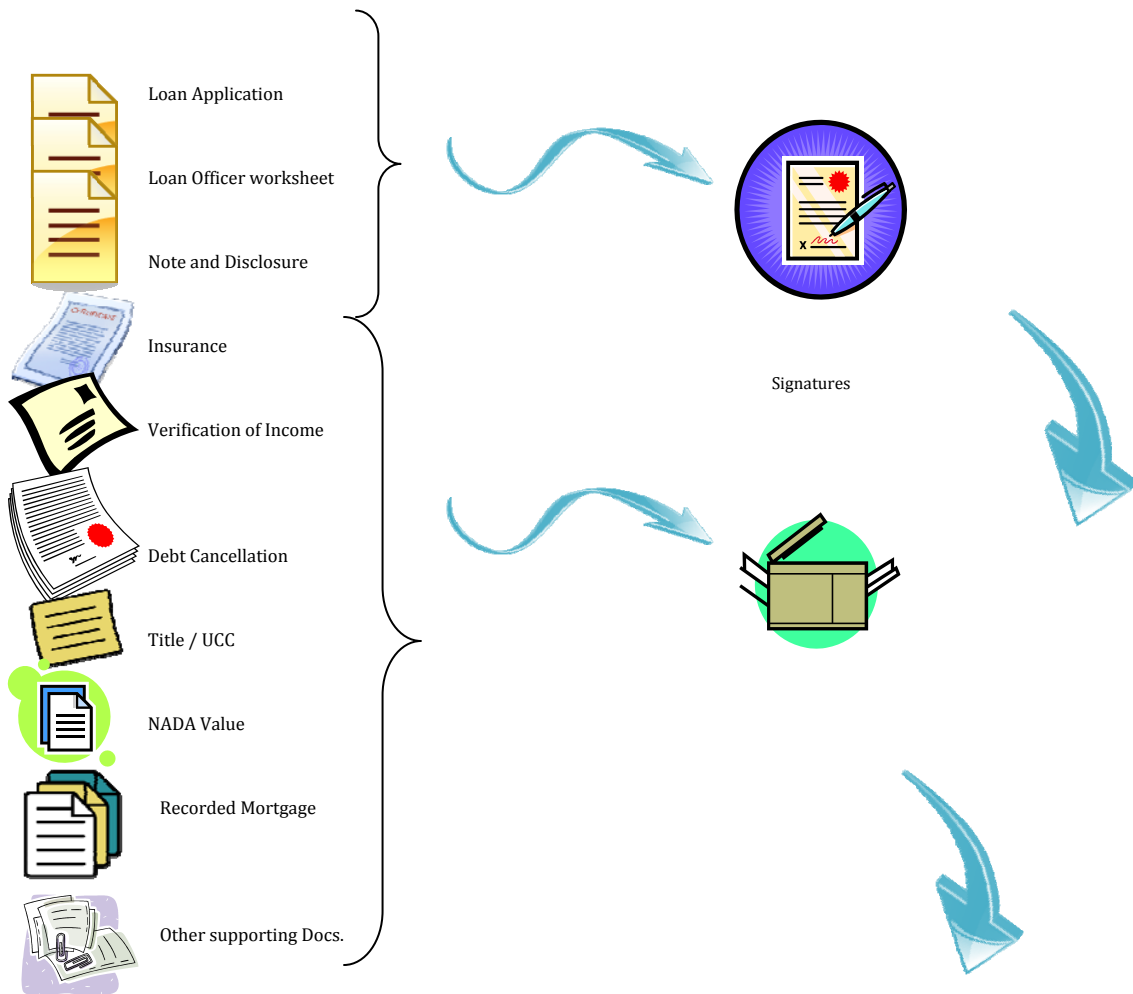 Loan Application
Loan Officer worksheet
Note and Disclosure
Insurance
Signatures
Verification of Income
Debt Cancellation
Title / UCC
NADA Value
Recorded Mortgage
Other supporting Docs.
X